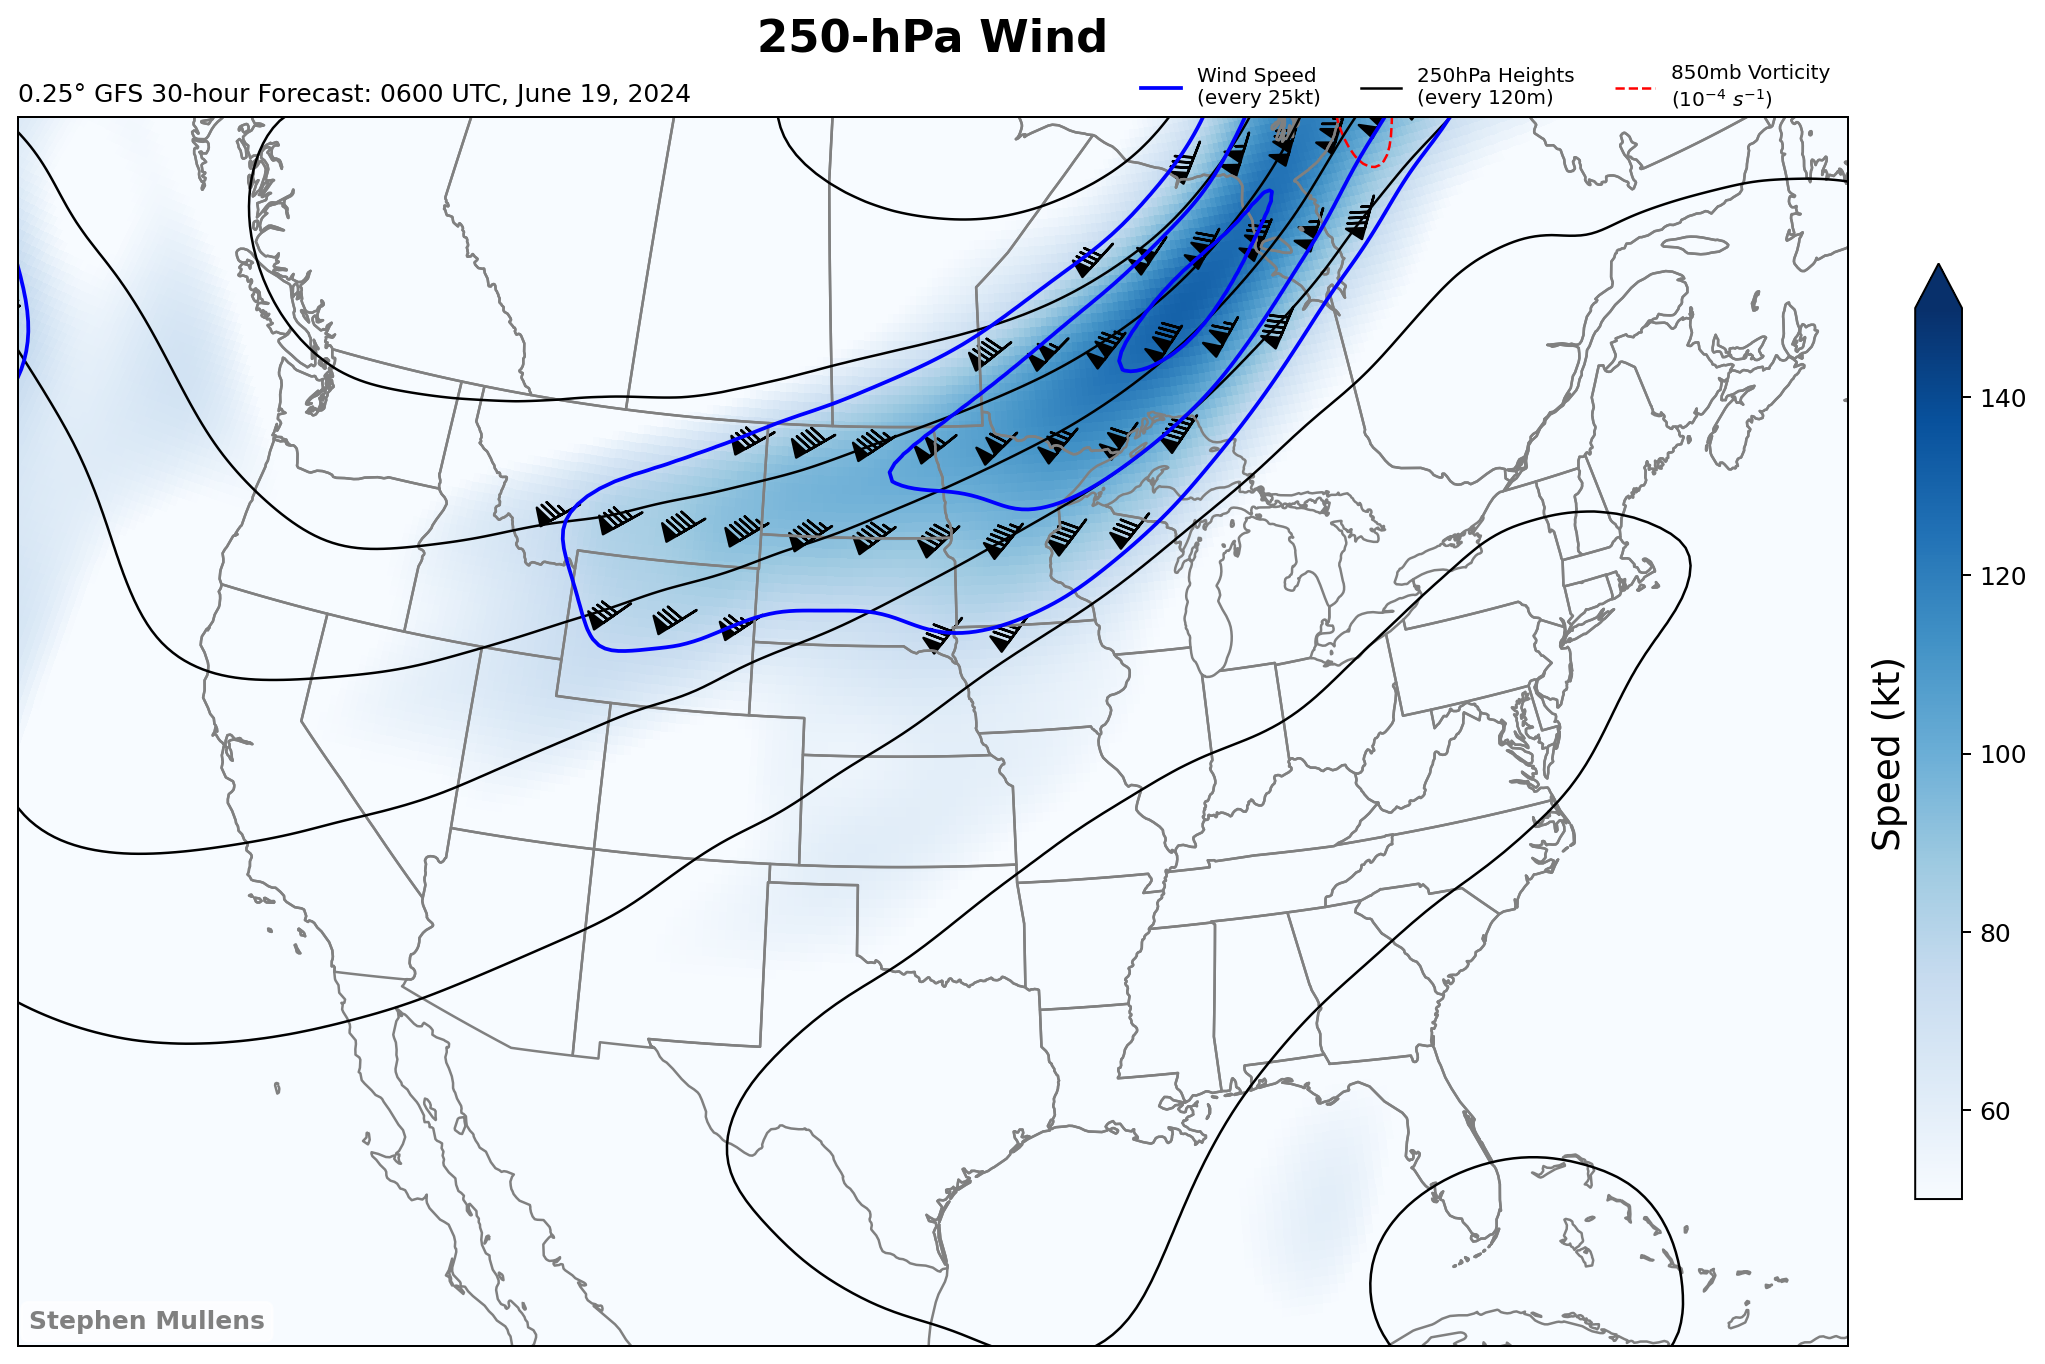 250-hPa Wind
0.25° GFS 30-hour Forecast: 0600 UTC, June 19, 2024
Wind Speed
(every 25kt)
250hPa Heights
(every 120m)
850mb Vorticity
(10⁻⁴ s⁻¹)
140
120
100
80
60
Speed (kt)
Stephen Mullens